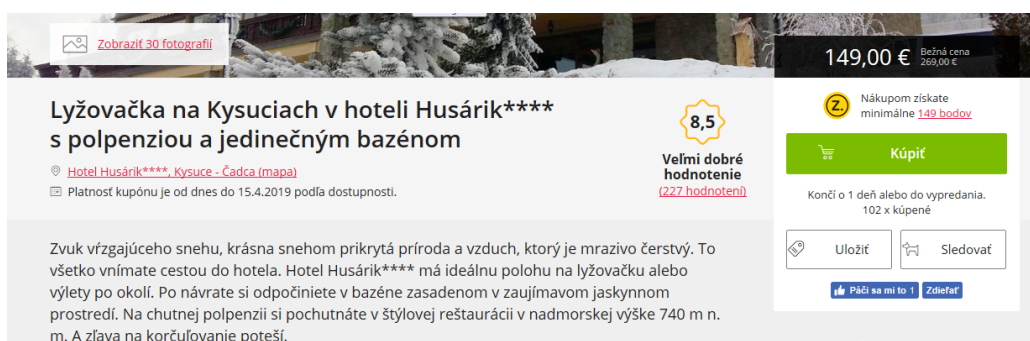 Zobraziť 30 fotografií
149,00 €
Bežná cena
269,00 €
Lyžovačka na Kysuciach v hoteli Husárik****
s polpenziou a jedinečným bazénom
Hotel Husárik****, Kysuce - Čadca (mapa)
Platnosť kupónu je od dnes do 15.4.2019 podľa dostupnosti.
8,5
Veľmi dobré
hodnotenie
(227 hodnotení)
Z.
Nákupom získate
minimálne 149 bodov
Kúpiť
Končí o 1 deň alebo do vypredania.
102 x kúpené
Uložiť
Sledovať
Páči sa mi to 1
Zdieľať
Zvuk vŕzgajúceho snehu, krásna snehom prikrytá príroda a vzduch, ktorý je mrazivo čerstvý. To
všetko vnímate cestou do hotela. Hotel Husárik**** má ideálnu polohu na lyžovačku alebo
výlety po okolí. Po návrate si odpočiniete v bazéne zasadenom v zaujímavom jaskynnom
prostredí. Na chutnej polpenzii si pochutnáte v štýlovej reštaurácii v nadmorskej výške 740 m n.
m. A zľava na korčuľovanie poteší.